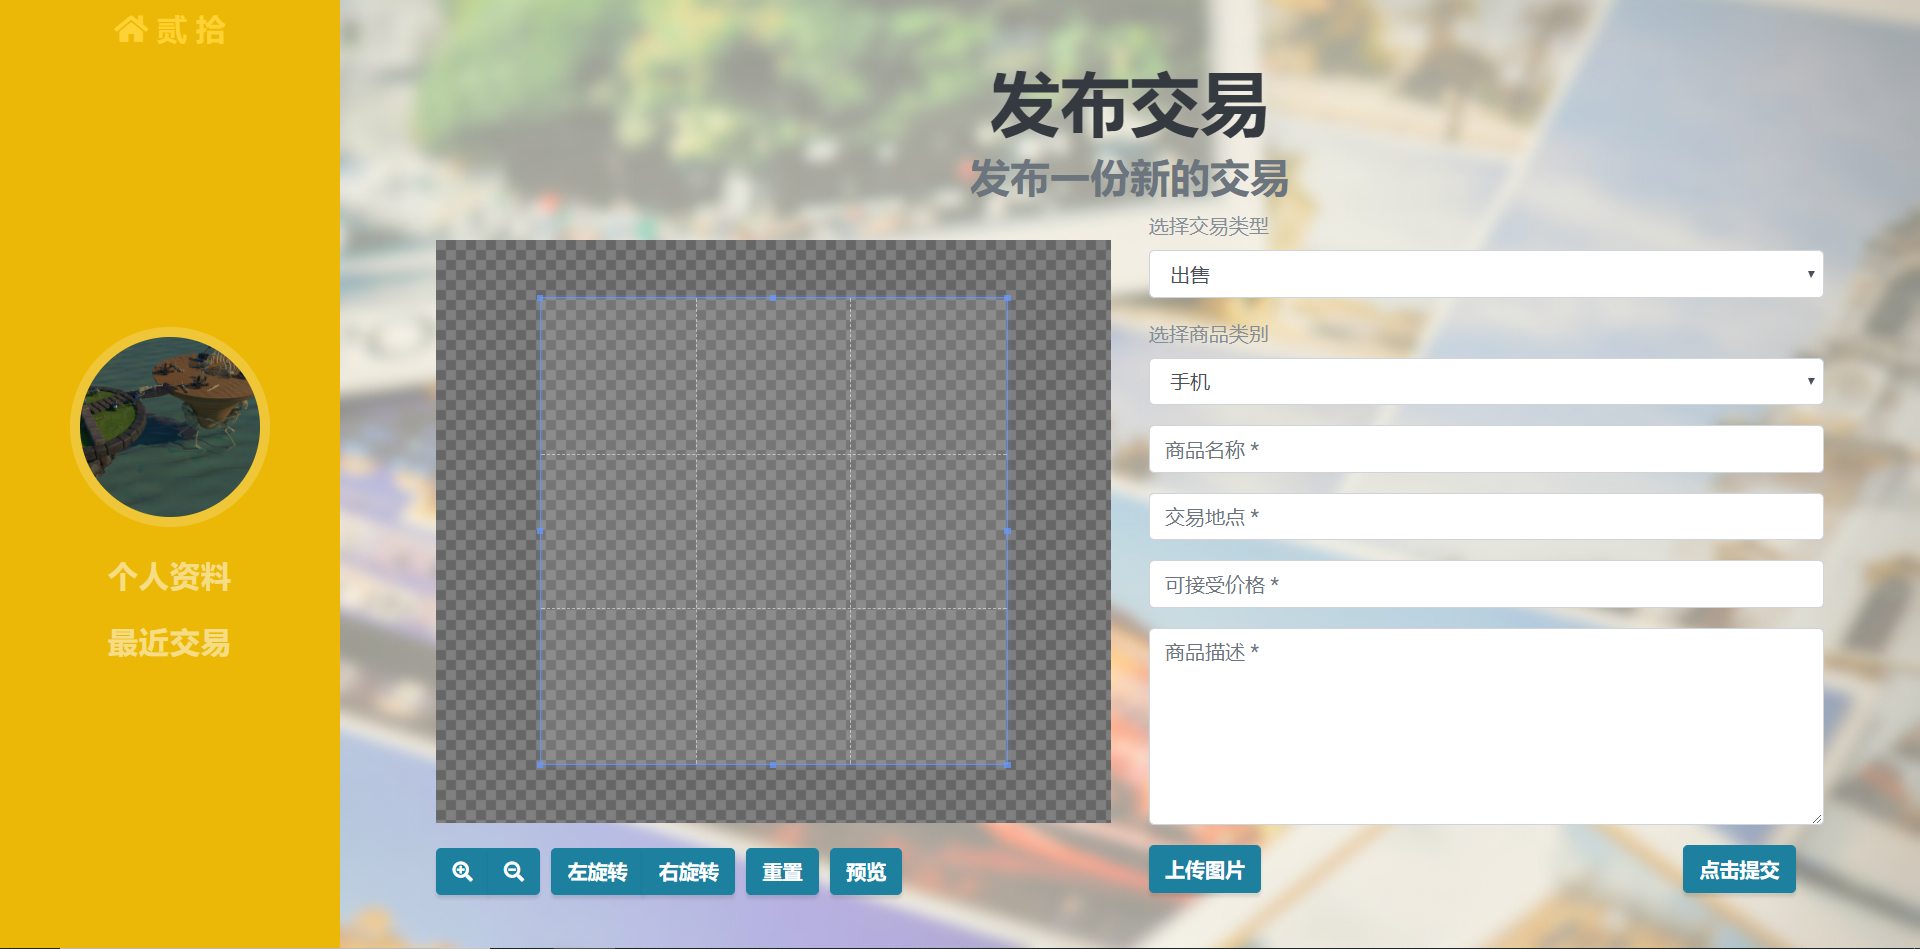 贰 拾
个人资料
最近交易
发布交易
发布一份新的交易
选择交易类型
出售
选择商品类别
手机
商品名称 *
交易地点 *
可接受价格 *
商品描述 *
左旋转 右旋转 重置 预览
上传图片 点击提交